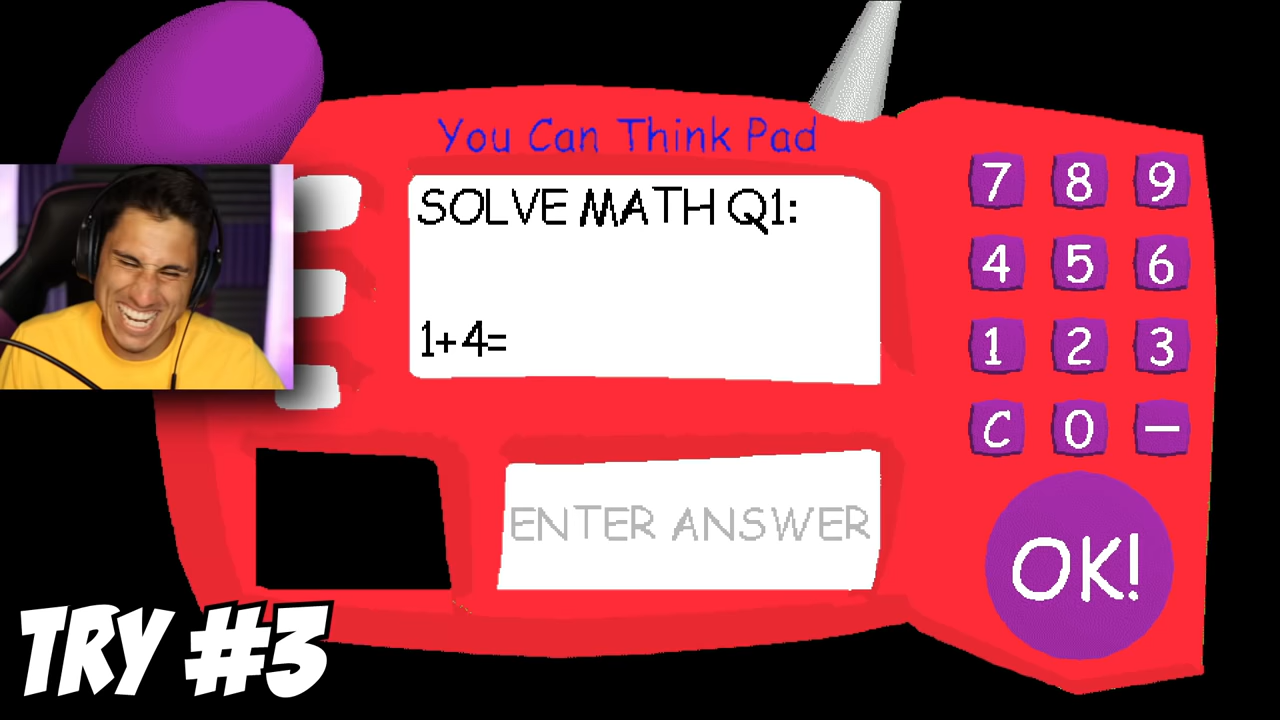 You Can Think Pad
SOLVE MATH Q1:
1+4=
7 8 9
4 5 6
1 2 3
C 0 −
ENTER ANSWER
OK!
TRY #3